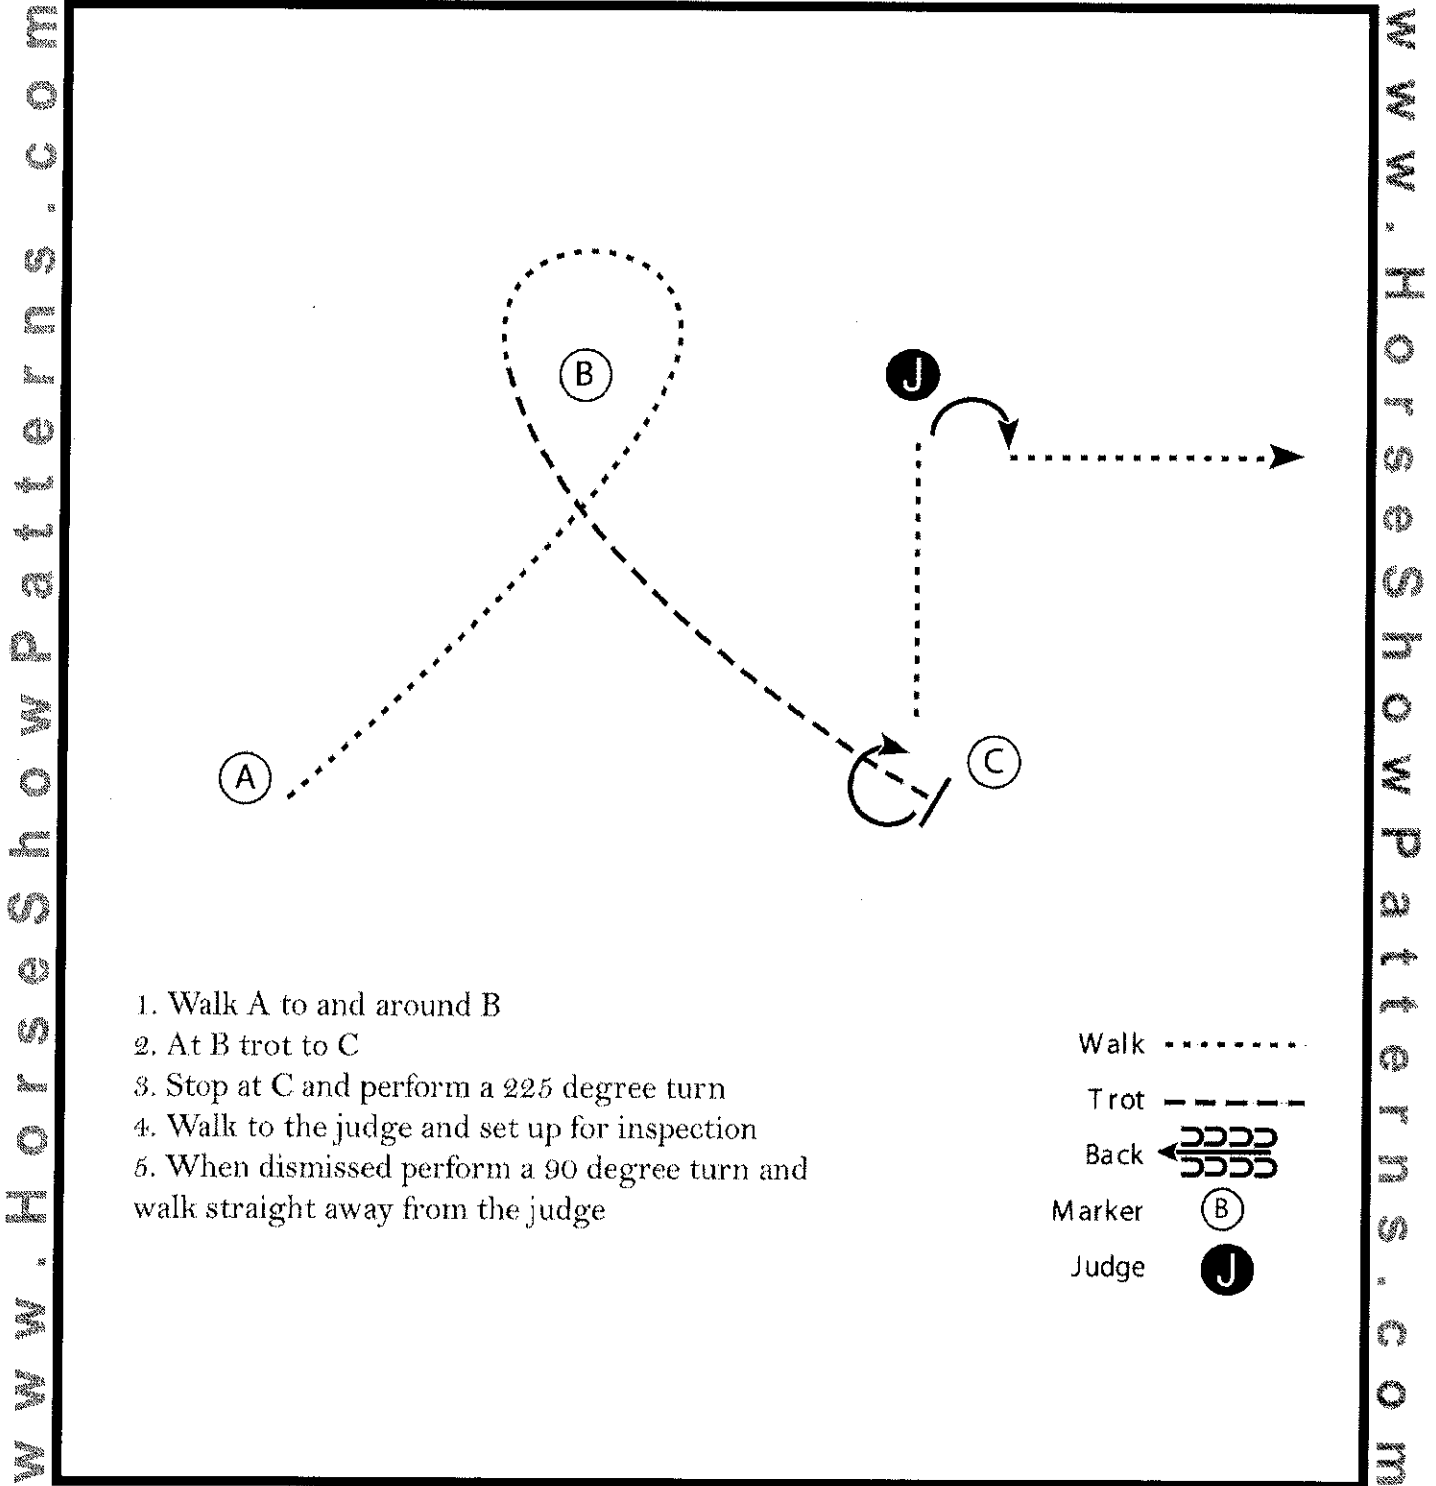 www.HorseShowPatterns.com
www.HorseShowPatterns.com
B
J
A
C
1. Walk A to and around B
2. At B trot to C
3. Stop at C and perform a 225 degree turn
4. Walk to the judge and set up for inspection
5. When dismissed perform a 90 degree turn and
walk straight away from the judge
Walk
Trot
Back
Marker B
Judge J